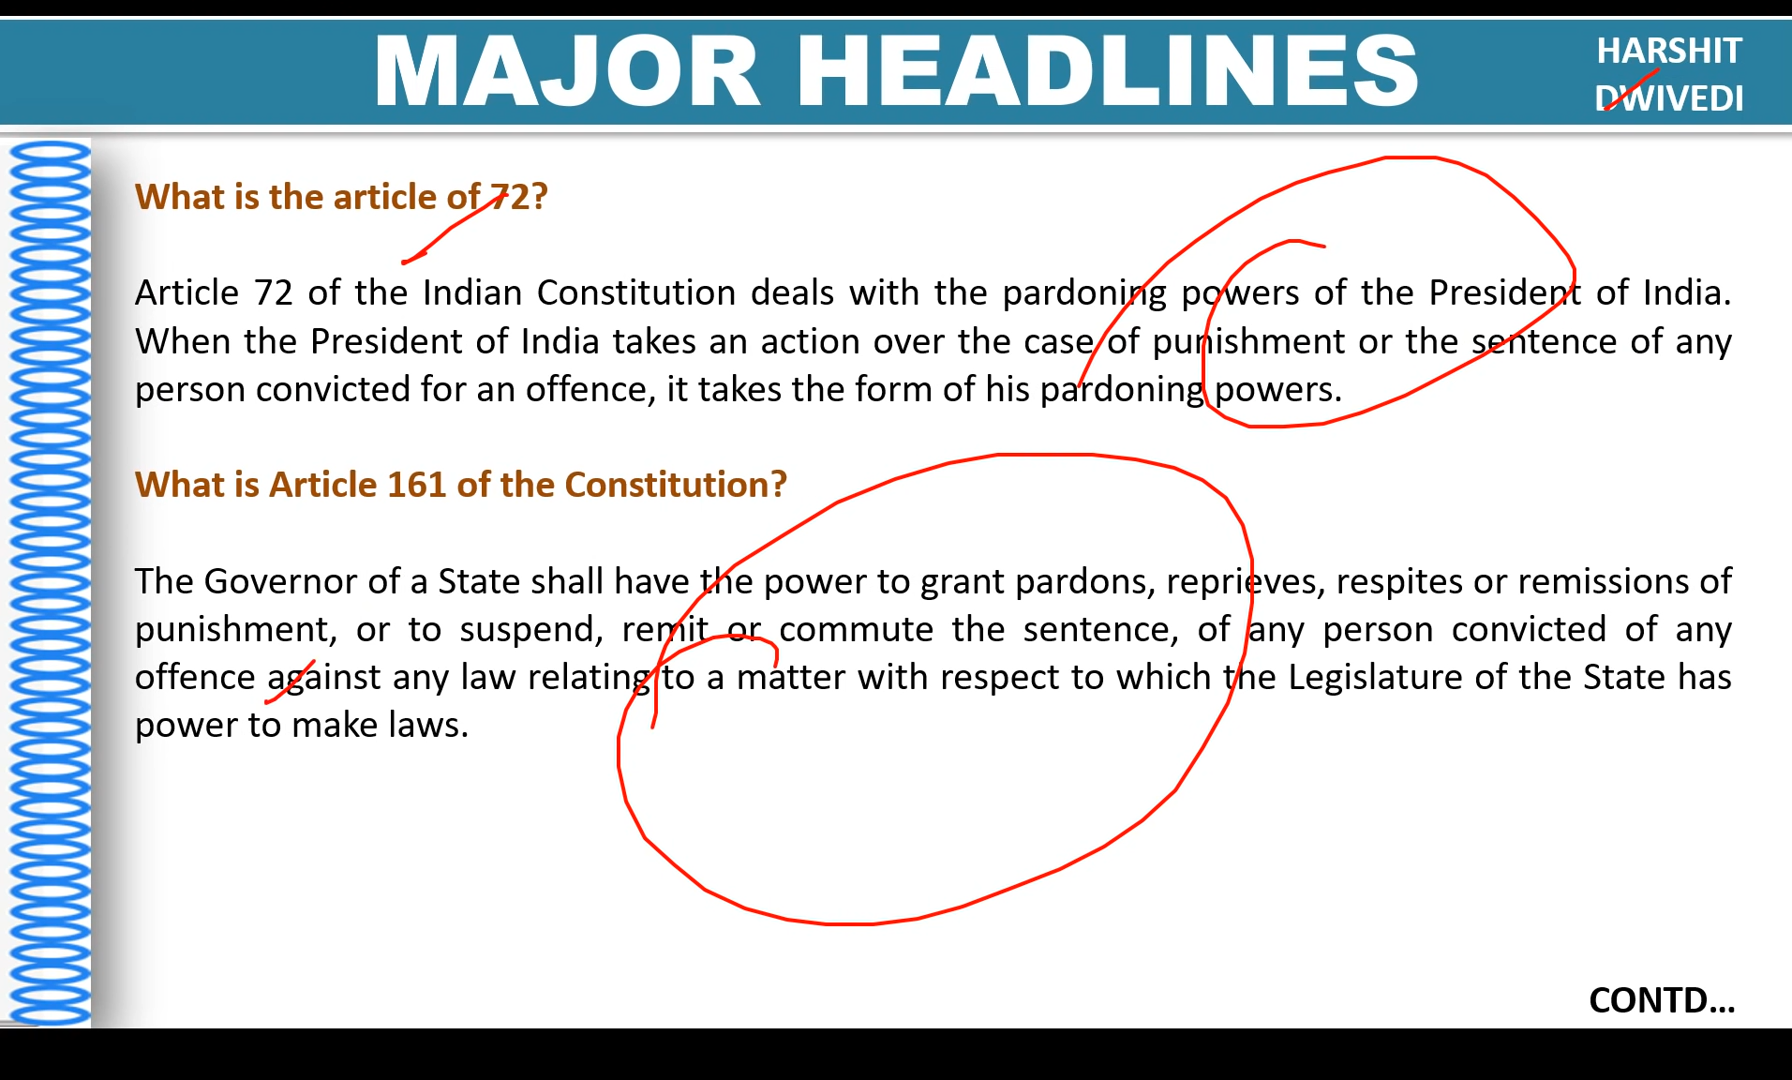 MAJOR HEADLINES
HARSHIT
DWIVEDI
What is the article of 72?
Article 72 of the Indian Constitution deals with the pardoning powers of the President of India.
When the President of India takes an action over the case of punishment or the sentence of any
person convicted for an offence, it takes the form of his pardoning powers.
What is Article 161 of the Constitution?
The Governor of a State shall have the power to grant pardons, reprieves, respites or remissions of
punishment, or to suspend, remit or commute the sentence, of any person convicted of any
offence against any law relating to a matter with respect to which the Legislature of the State has
power to make laws.
CONTD...